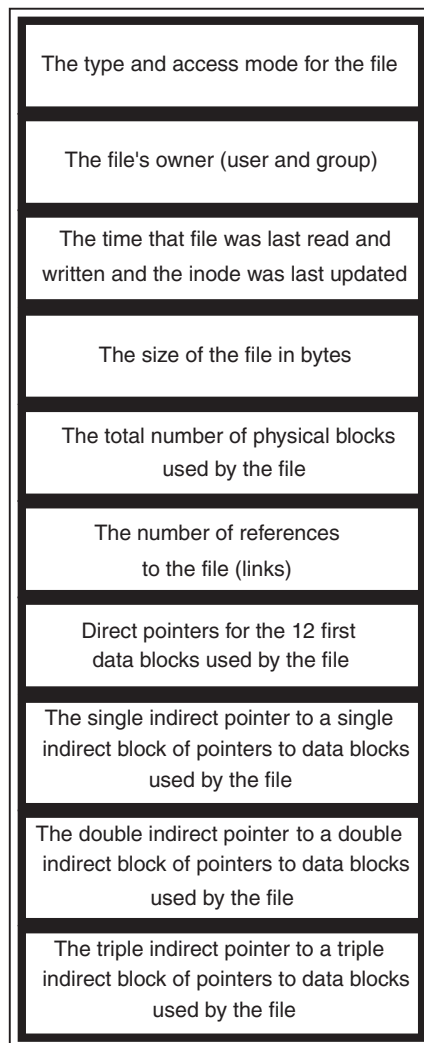 The type and access mode for the file
The file's owner (user and group)
The time that file was last read and
written and the inode was last updated
The size of the file in bytes
The total number of physical blocks
used by the file
The number of references
to the file (links)
Direct pointers for the 12 first
data blocks used by the file
The single indirect pointer to a single
indirect block of pointers to data blocks
used by the file
The double indirect pointer to a double
indirect block of pointers to data blocks
used by the file
The triple indirect pointer to a triple
indirect block of pointers to data blocks
used by the file